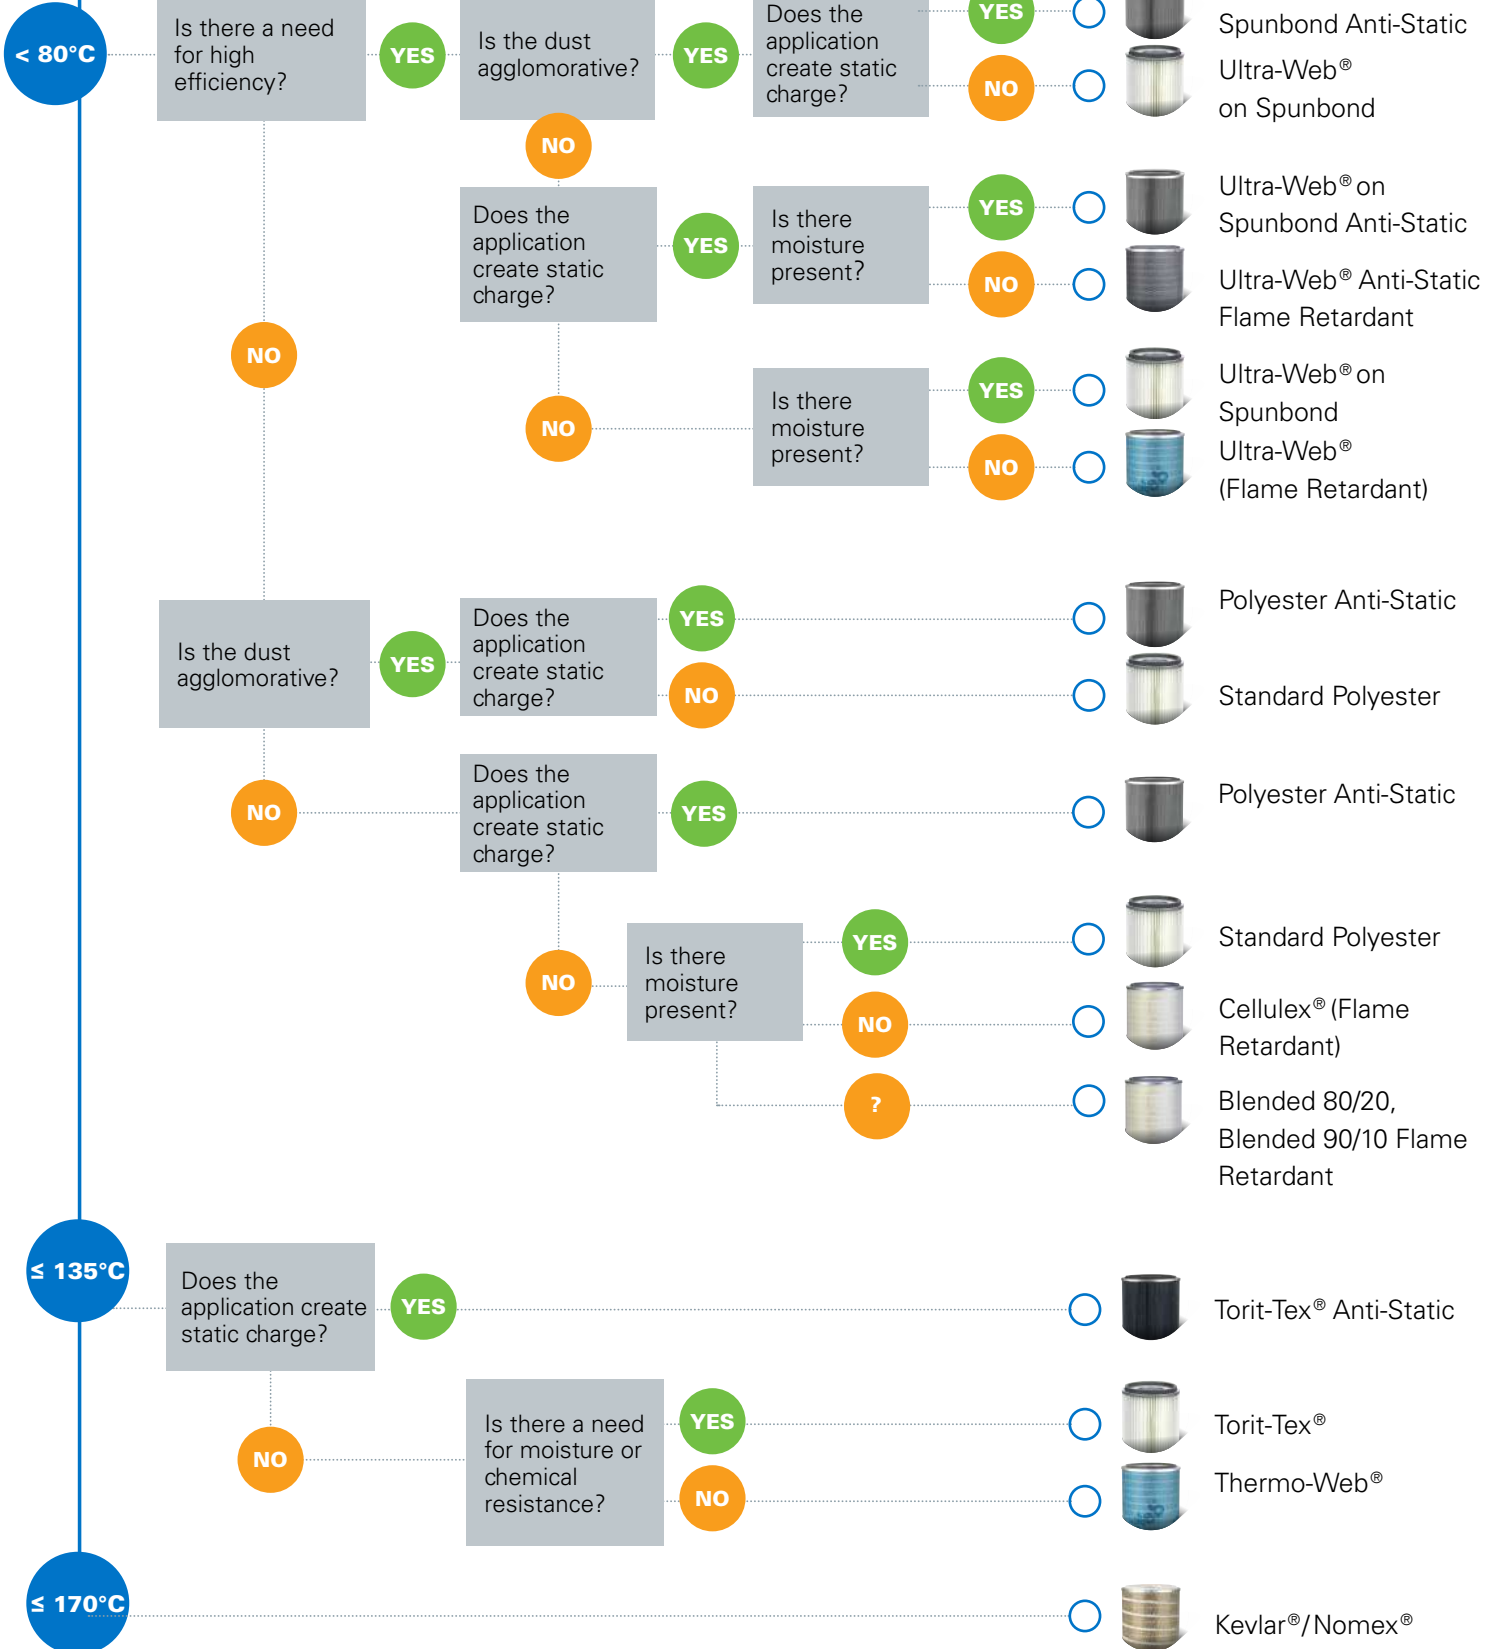 < 80°C
Is there a need
for high
efficiency?
YES
Is the dust
agglomorative?
YES
Does the
application
create static
charge?
YES
Spunbond Anti-Static
NO
Ultra-Web®
on Spunbond
NO
Does the
application
create static
charge?
YES
Is there
moisture
present?
YES
Ultra-Web® on
Spunbond Anti-Static
NO
Ultra-Web® Anti-Static
Flame Retardant
NO
Is there
moisture
present?
YES
Ultra-Web® on
Spunbond
NO
Ultra-Web®
(Flame Retardant)
NO
Is the dust
agglomorative?
YES
Does the
application
create static
charge?
YES
Polyester Anti-Static
NO
Standard Polyester
NO
Does the
application
create static
charge?
YES
Polyester Anti-Static
NO
Is there
moisture
present?
YES
Standard Polyester
NO
Cellulex® (Flame
Retardant)
?
Blended 80/20,
Blended 90/10 Flame
Retardant
≤ 135°C
Does the
application create
static charge?
YES
Torit-Tex® Anti-Static
NO
Is there a need
for moisture or
chemical
resistance?
YES
Torit-Tex®
NO
Thermo-Web®
≤ 170°C
Kevlar®/Nomex®